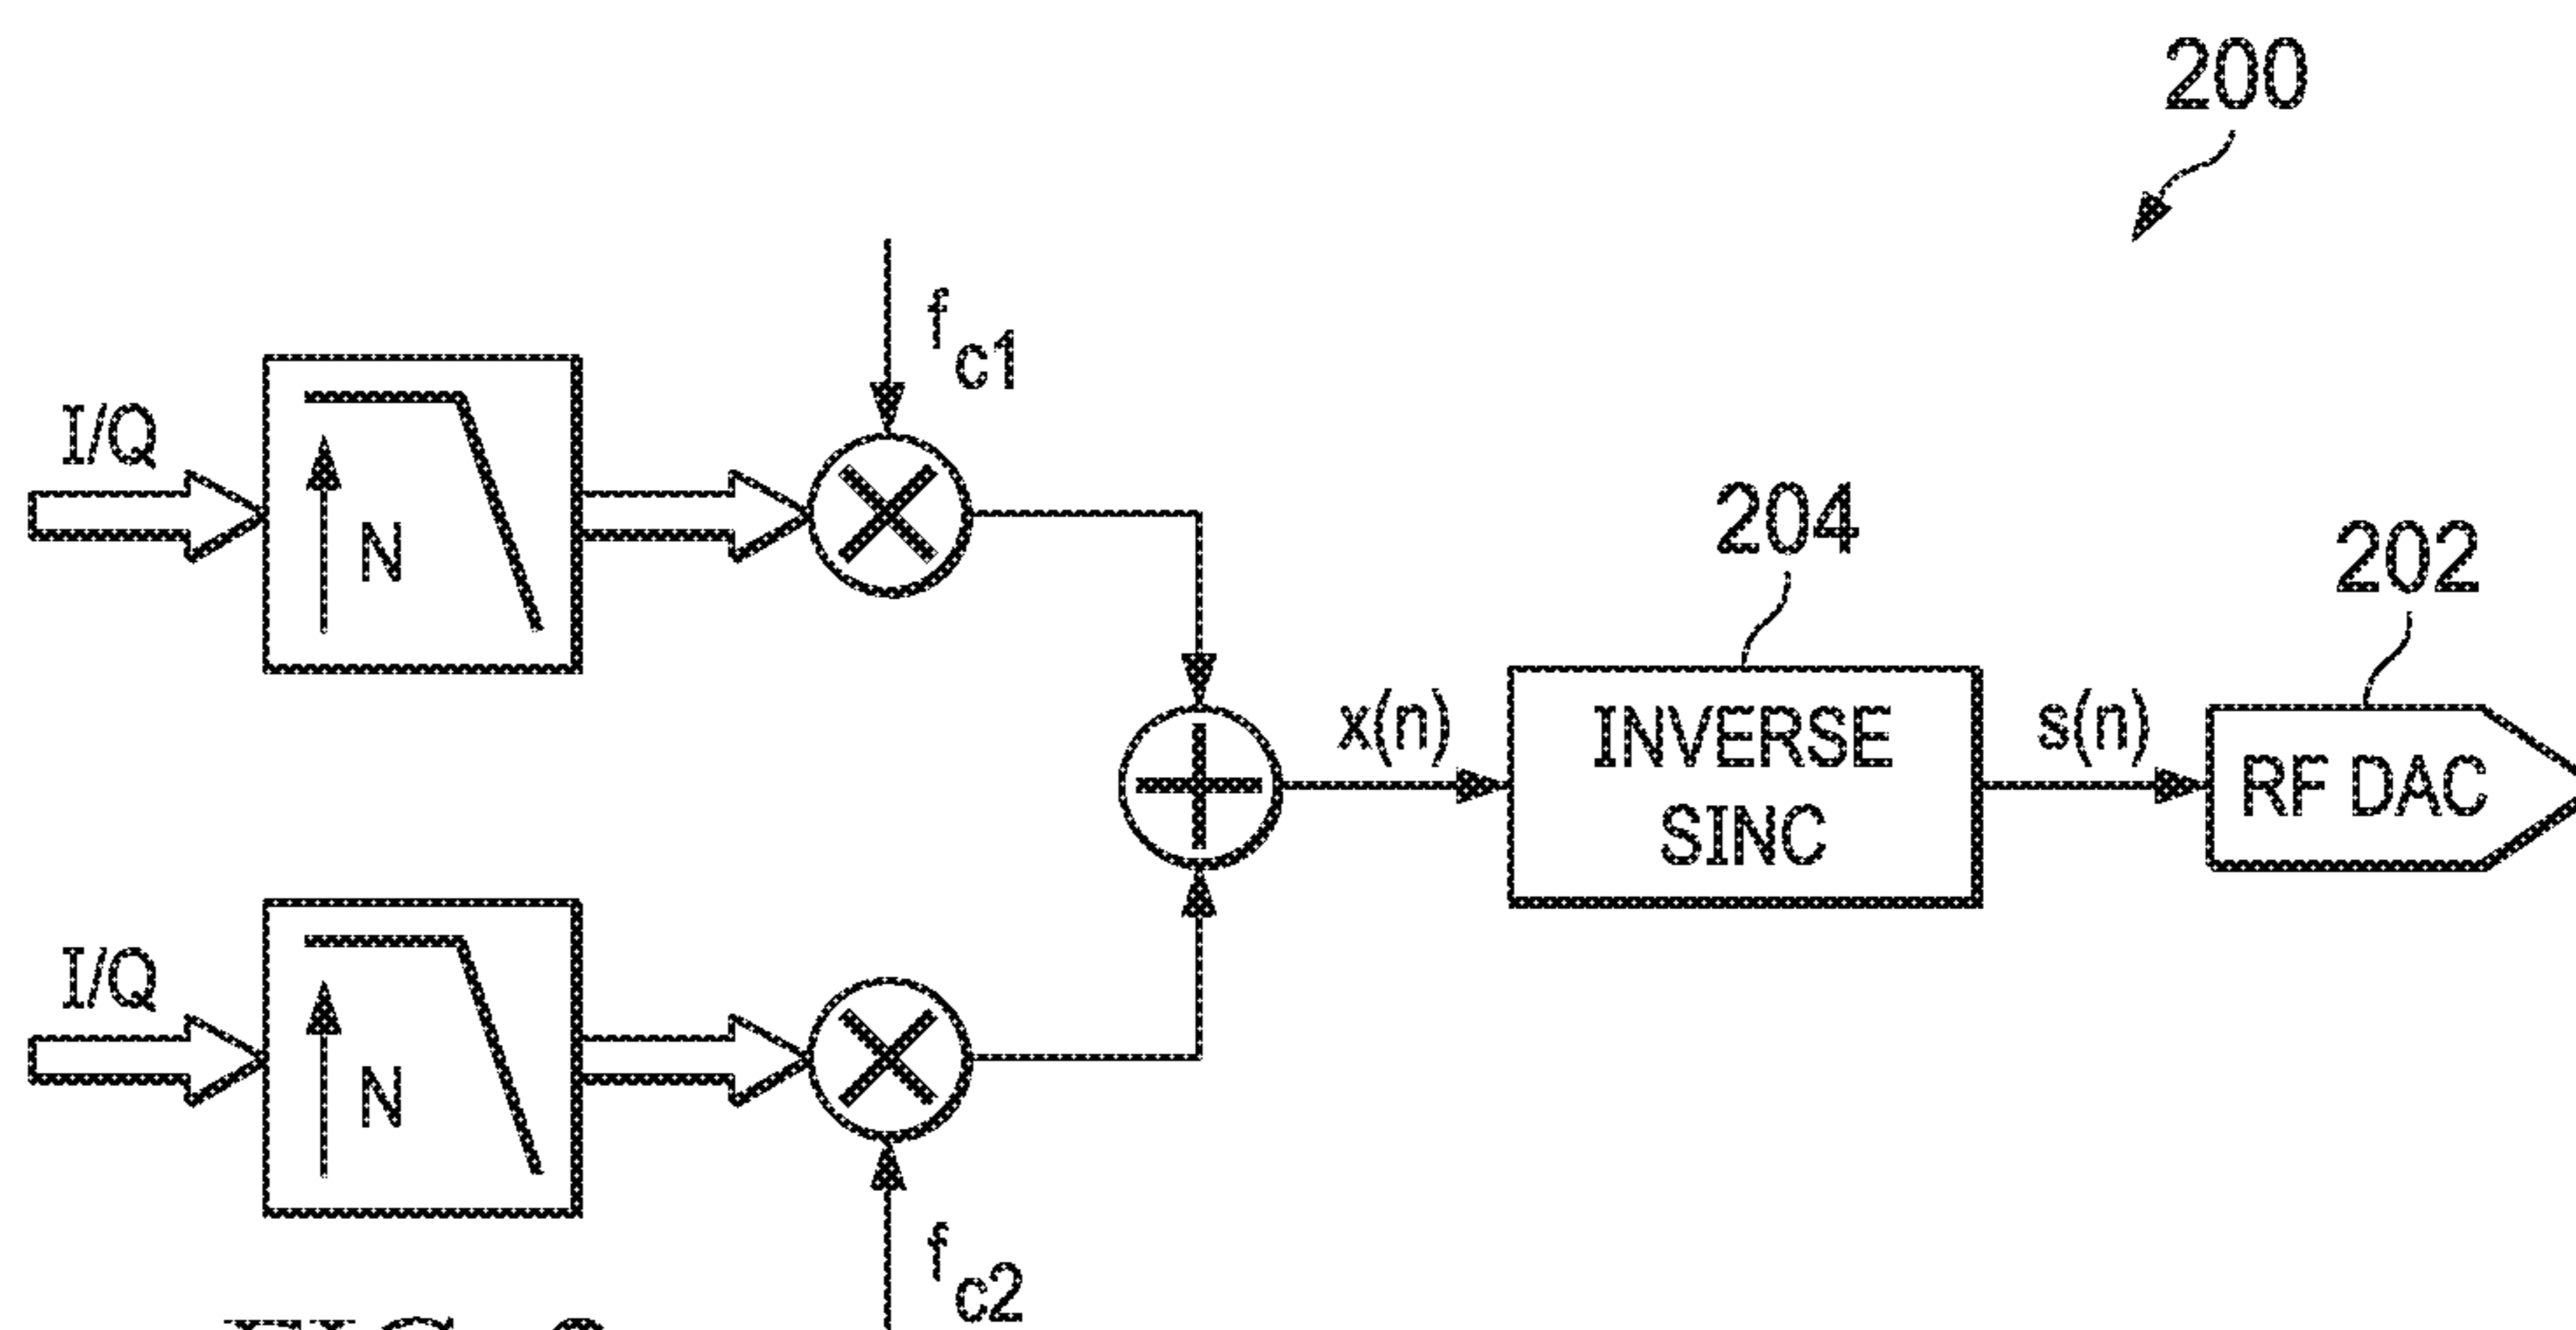 200
f c1
I/Q
N
204
202
x(n)
INVERSE
SINC
s(n)
RF DAC
I/Q
N
f c2